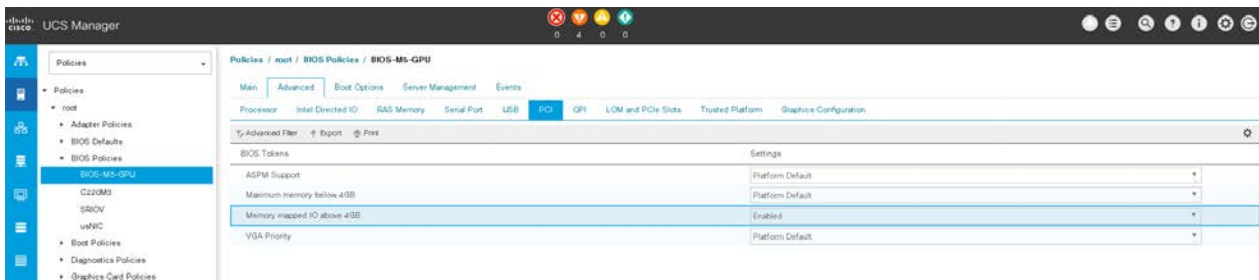 cisco UCS Manager
0 4 0 0
Policies
Policies / root / BIOS Policies / BIOS-M5-GPU
Main Advanced Boot Options Server Management Events
Policies
root
Processor Intel Directed IO RAS Memory Serial Port USB PCI QPI LOM and PCIe Slots Trusted Platform Graphics Configuration
Adapter Policies
Advanced Filter Export Print
BIOS Defaults
BIOS Tokens Settings
BIOS Policies
BIOS-M5-GPU
ASPM Support Platform Default
C220M3
Maximum memory below 4GB Platform Default
SRIOV
Memory mapped IO above 4GB Enabled
usNIC
VGA Priority Platform Default
Boot Policies
Diagnostics Policies
Graphics Card Policies